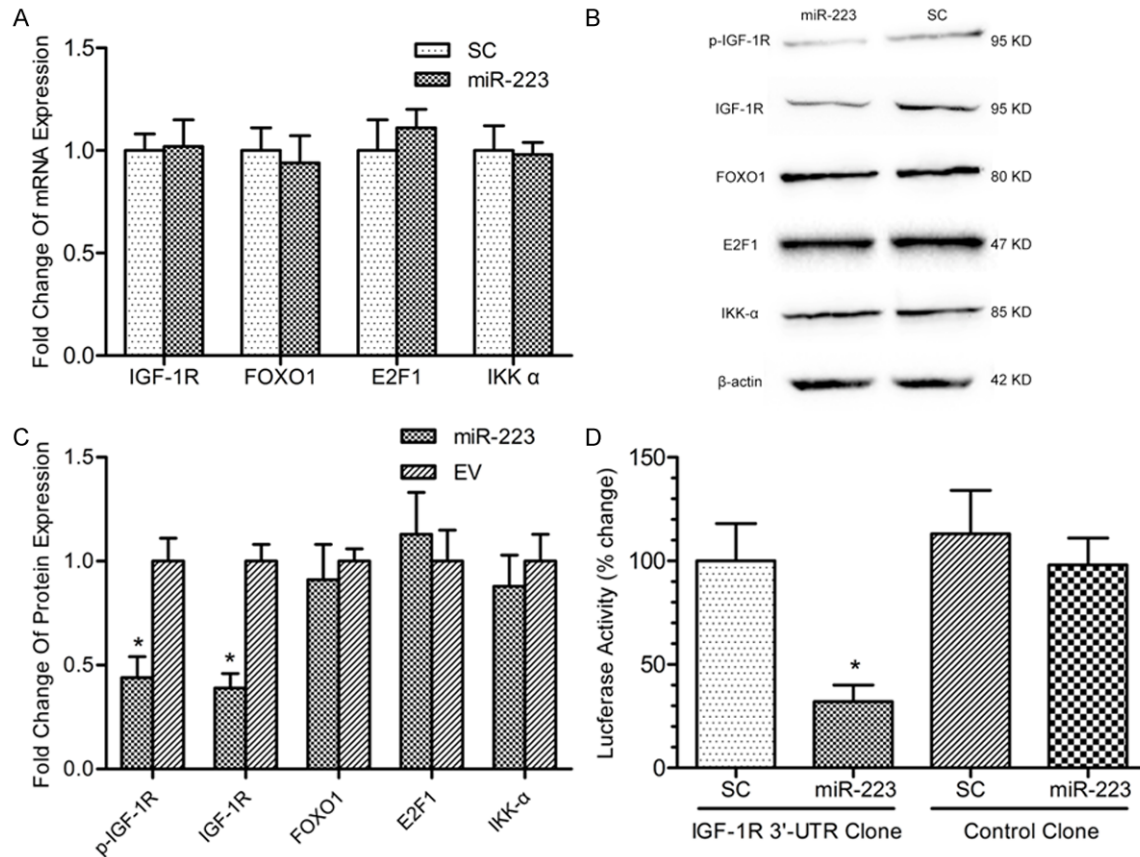 A
Fold Change Of mRNA Expression
1.5
1.0
0.5
0.0
SC
miR-223
IGF-1R FOXO1 E2F1 IKK α
B
miR-223 SC
p-IGF-1R 95 KD
IGF-1R 95 KD
FOXO1 80 KD
E2F1 47 KD
IKK-α 85 KD
β-actin 42 KD
C
Fold Change Of Protein Expression
1.5
1.0
0.5
0.0
miR-223
EV
* *
p-IGF-1R IGF-1R FOXO1 E2F1 IKK-α
D
Lucferase Activity (% change)
150
100
50
0
*
SC miR-223 SC miR-223
IGF-1R 3'-UTR Clone Control Clone